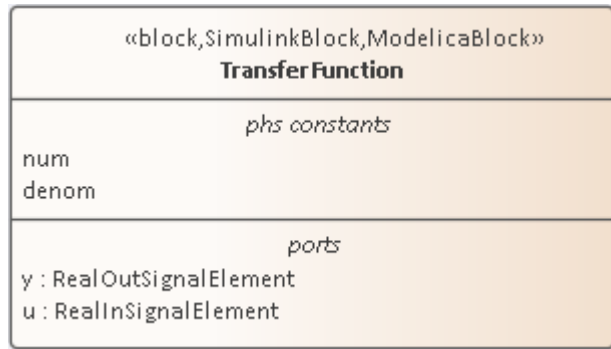 «block,SimulinkBlock,ModelicaBlock»
TransferFunction
phs constants
num
denom
ports
y : RealOutSignalElement
u : RealInSignalElement